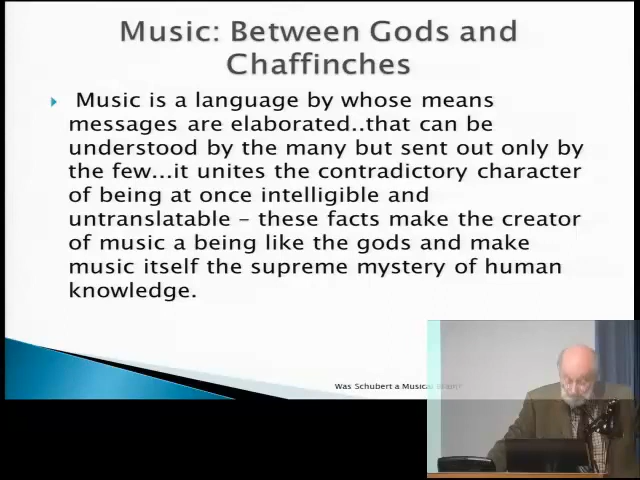 Music: Between Gods and
Chaffinches
Music is a language by whose means
messages are elaborated..that can be
understood by the many but sent out only by
the few...it unites the contradictory character
of being at once intelligible and
untranslatable – these facts make the creator
of music a being like the gods and make
music itself the supreme mystery of human
knowledge.
Was Schubert a Musical